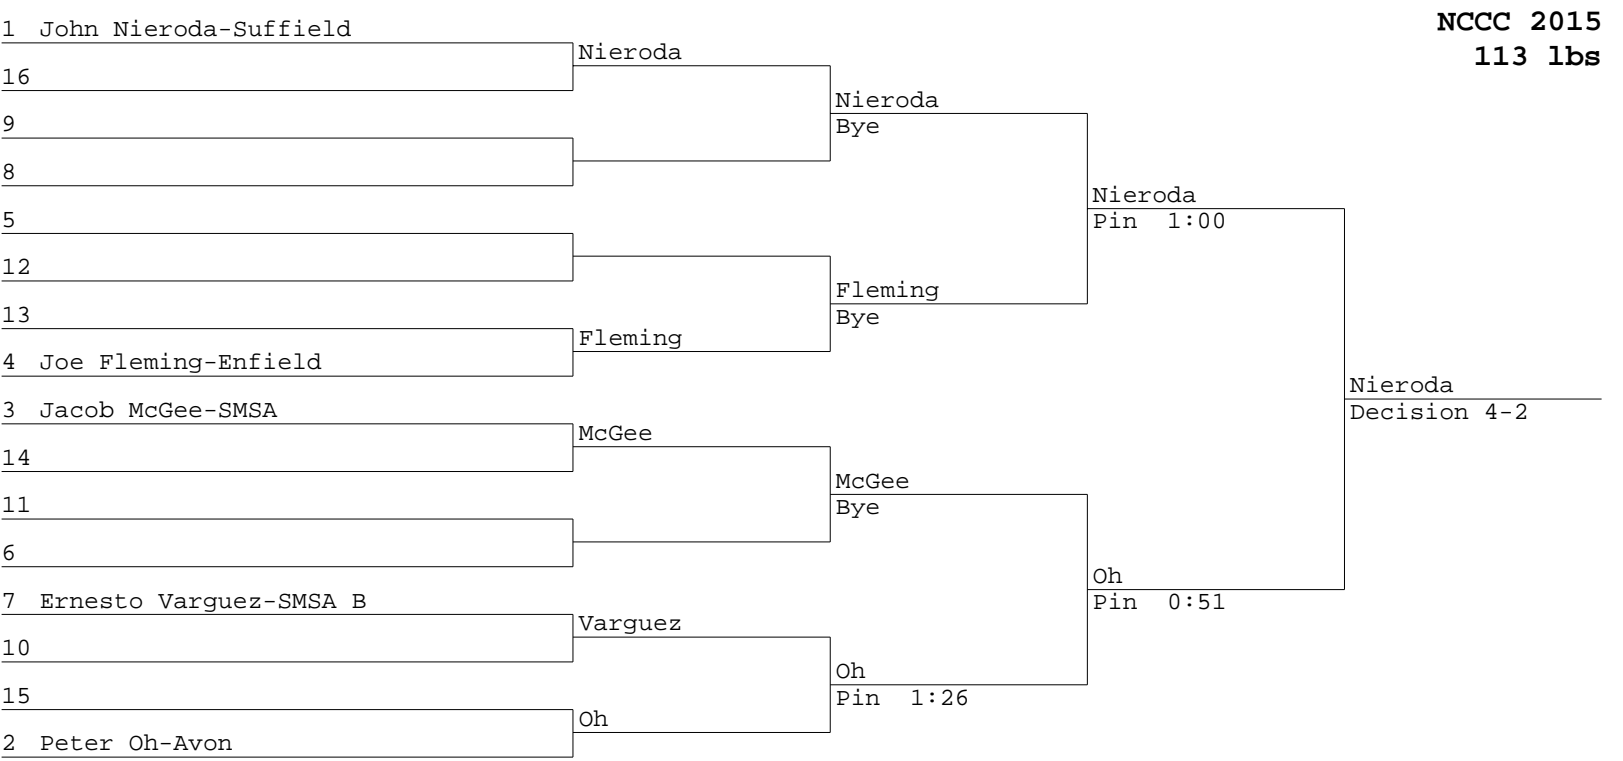 NCCC 2015
113 lbs
1 John Nieroda-Suffield
16
9
8
5
12
13
4 Joe Fleming-Enfield
3 Jacob McGee-SMSA
14
11
6
7 Ernesto Varguez-SMSA B
10
15
2 Peter Oh-Avon
Nieroda
Fleming
McGee
Varguez
Oh
Nieroda
Bye
Fleming
Bye
McGee
Bye
Oh
Pin 1:26
Nieroda
Pin 1:00
Oh
Pin 0:51
Nieroda
Decision 4-2